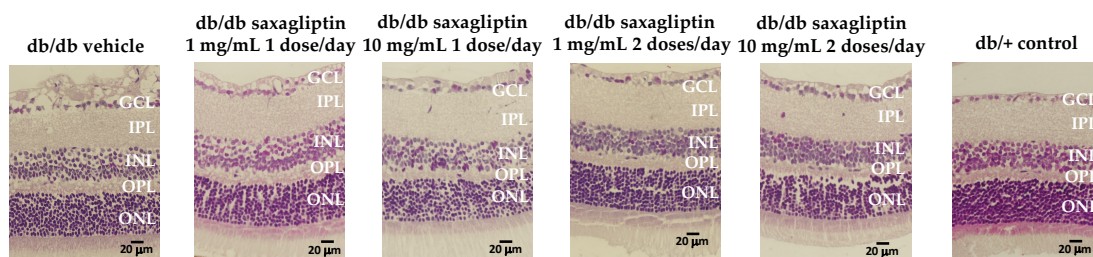 db/db vehicle
db/db saxagliptin
1 mg/mL 1 dose/day
db/db saxagliptin
10 mg/mL 1 dose/day
db/db saxagliptin
1 mg/mL 2 doses/day
db/db saxagliptin
10 mg/mL 2 doses/day
db/+ control
GCL
IPL
INL
OPL
ONL
20 µm
GCL
IPL
INL
OPL
ONL
20 µm
GCL
IPL
INL
OPL
ONL
20 µm
GCL
IPL
INL
OPL
ONL
20 µm
GCL
IPL
INL
OPL
ONL
20 µm
GCL
IPL
INL
OPL
ONL
20 µm